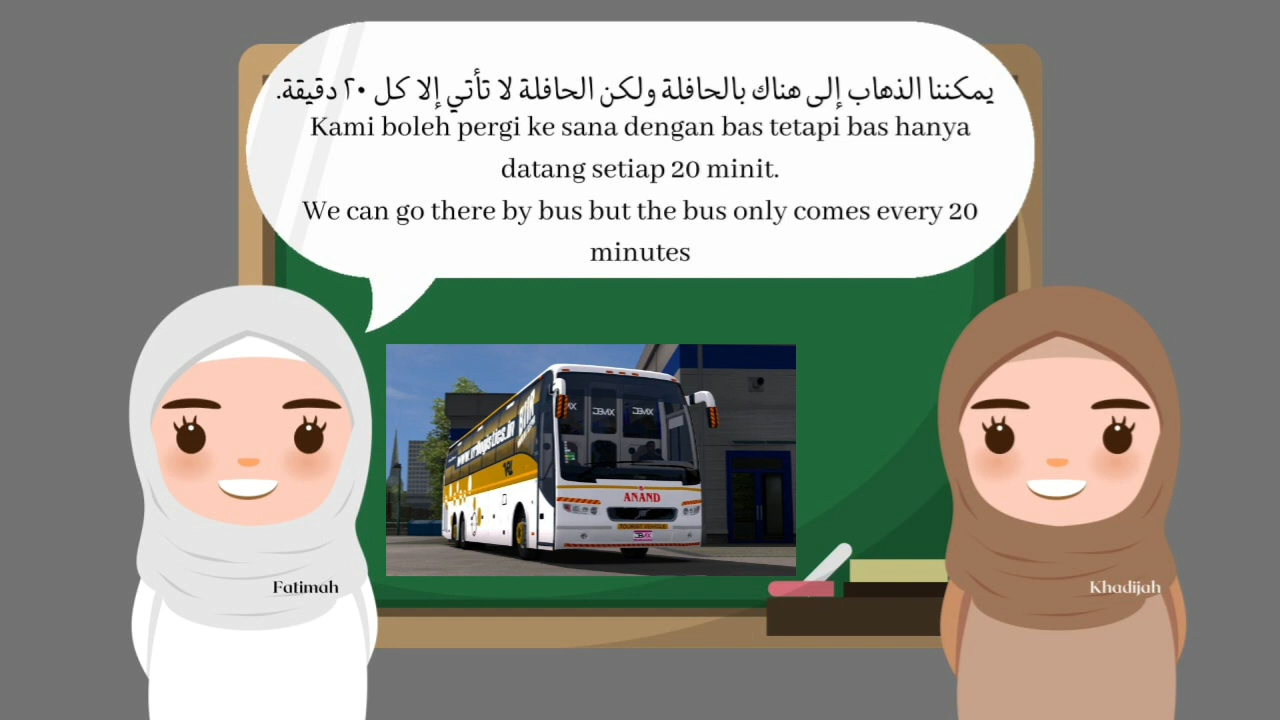 يمكننا الذهاب إلى هناك بالحافلة ولكن الحافلة لا تأتي إلا كل ٢٠ دقيقة.
Kami boleh pergi ke sana dengan bas tetapi bas hanya
datang setiap 20 minit.
We can go there by bus but the bus only comes every 20
minutes
ANAND
TOURIST VEHICLE
Fatimah
Khadijah